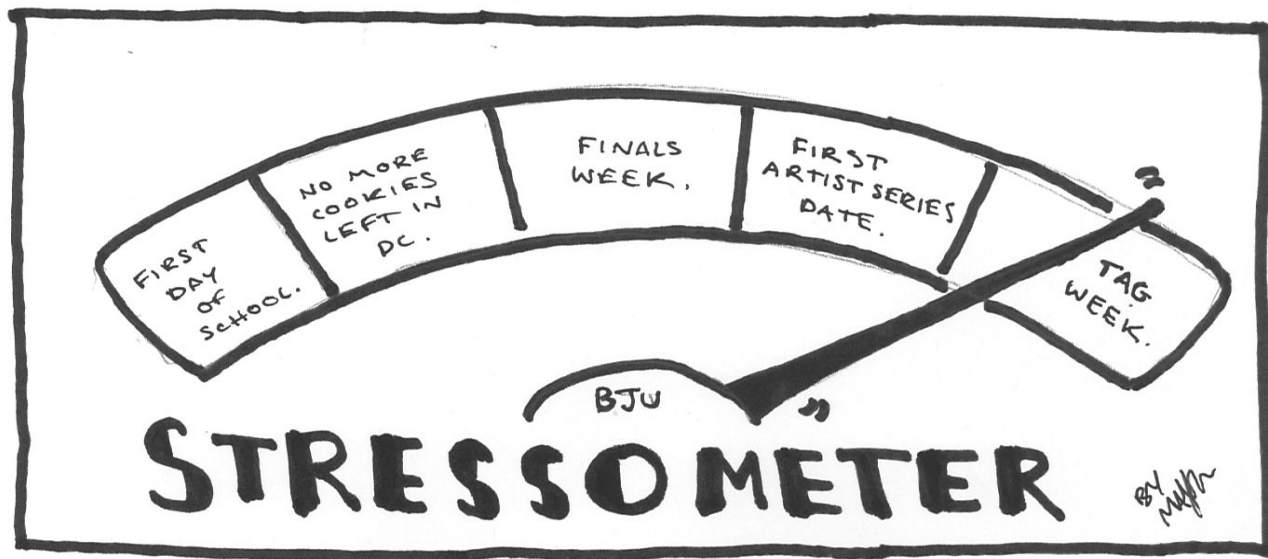 FIRST
DAY
OF
SCHOOL.
NO MORE
COOKIES
LEFT IN
DC.
FINALS
WEEK.
FIRST
ARTIST SERIES
DATE.
TAG
WEEK.
BJU
STRESSOMETER
BY